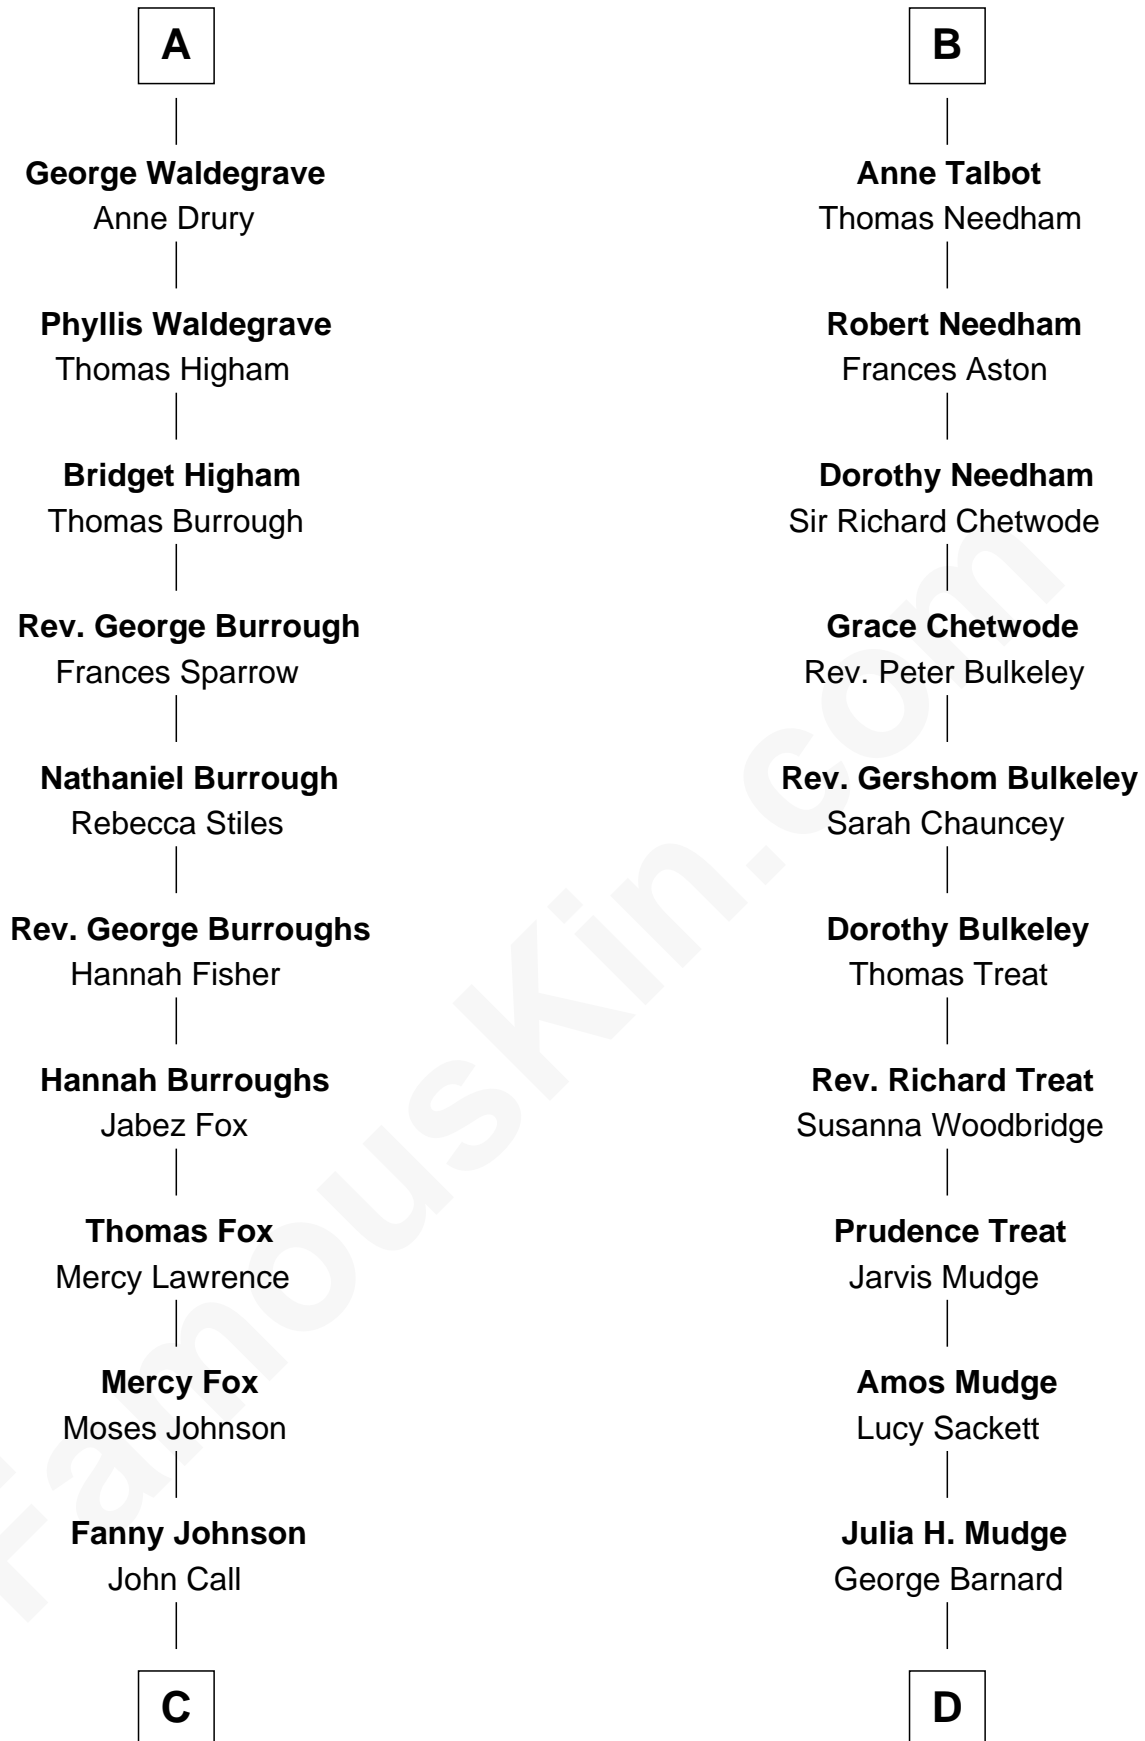 A
George Waldegrave
Anne Drury
Phyllis Waldegrave
Thomas Higham
Bridget Higham
Thomas Burrough
Rev. George Burrough
Frances Sparrow
Nathaniel Burrough
Rebecca Stiles
Rev. George Burroughs
Hannah Fisher
Hannah Burroughs
Jabez Fox
Thomas Fox
Mercy Lawrence
Mercy Fox
Moses Johnson
Fanny Johnson
John Call
C
B
Anne Talbot
Thomas Needham
Robert Needham
Frances Aston
Dorothy Needham
Sir Richard Chetwode
Grace Chetwode
Rev. Peter Bulkeley
Rev. Gershom Bulkeley
Sarah Chauncey
Dorothy Bulkeley
Thomas Treat
Rev. Richard Treat
Susanna Woodbridge
Prudence Treat
Jarvis Mudge
Amos Mudge
Lucy Sackett
Julia H. Mudge
George Barnard
D
FamousKin.com